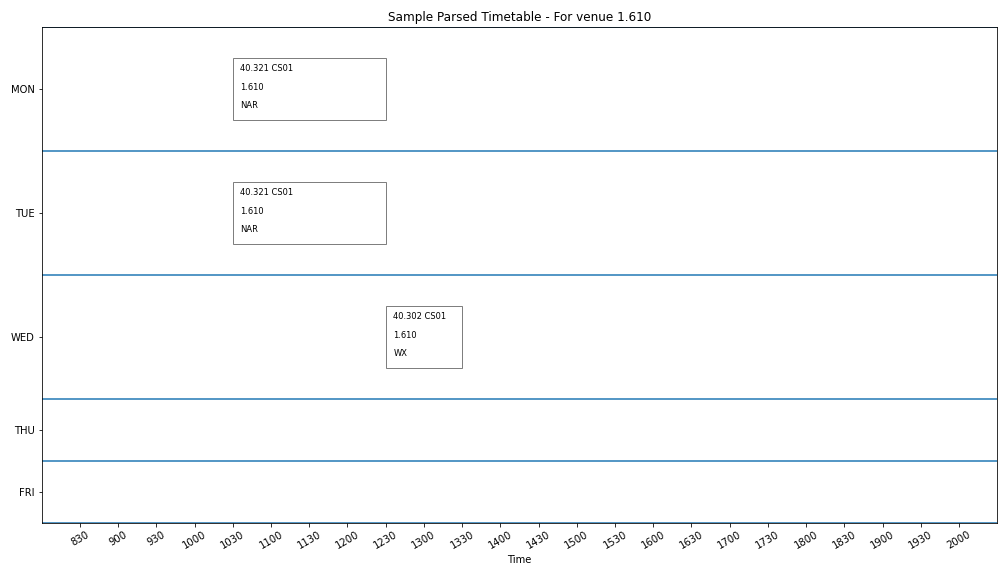 Sample Parsed Timetable - For venue 1.610
MON
40.321 CS01
1.610
NAR
TUE
40.321 CS01
1.610
NAR
WED
40.302 CS01
1.610
WX
THU
FRI
830 900 930 1000 1030 1100 1130 1200 1230 1300 1330 1400 1430 1500 1530 1600 1630 1700 1730 1800 1830 1900 1930 2000
Time